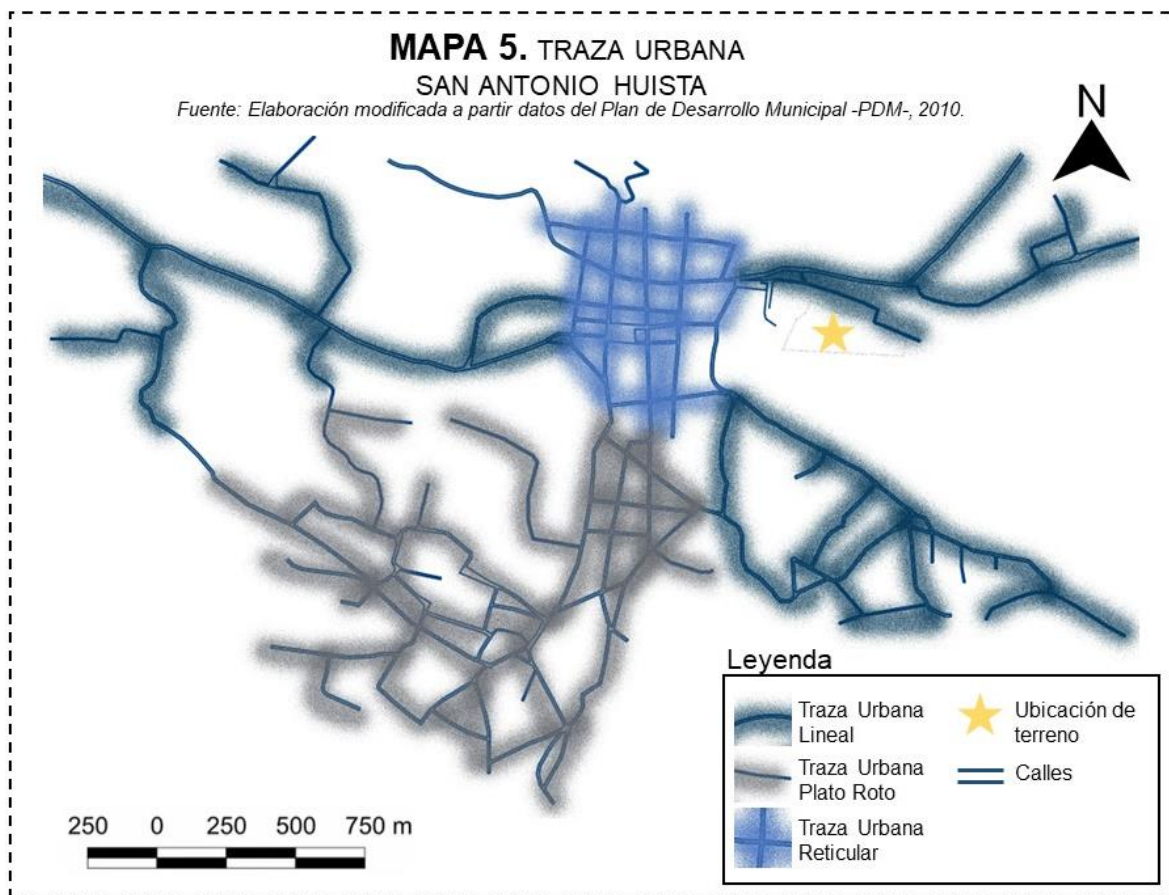 MAPA 5. TRAZA URBANA
SAN ANTONIO HUISTA
Fuente: Elaboración modificada a partir datos del Plan de Desarrollo Municipal -PDM-, 2010.
N
Leyenda
Traza Urbana
Lineal
Ubicación de
terreno
Traza Urbana
Plato Roto
Calles
Traza Urbana
Reticular
250 0 250 500 750 m